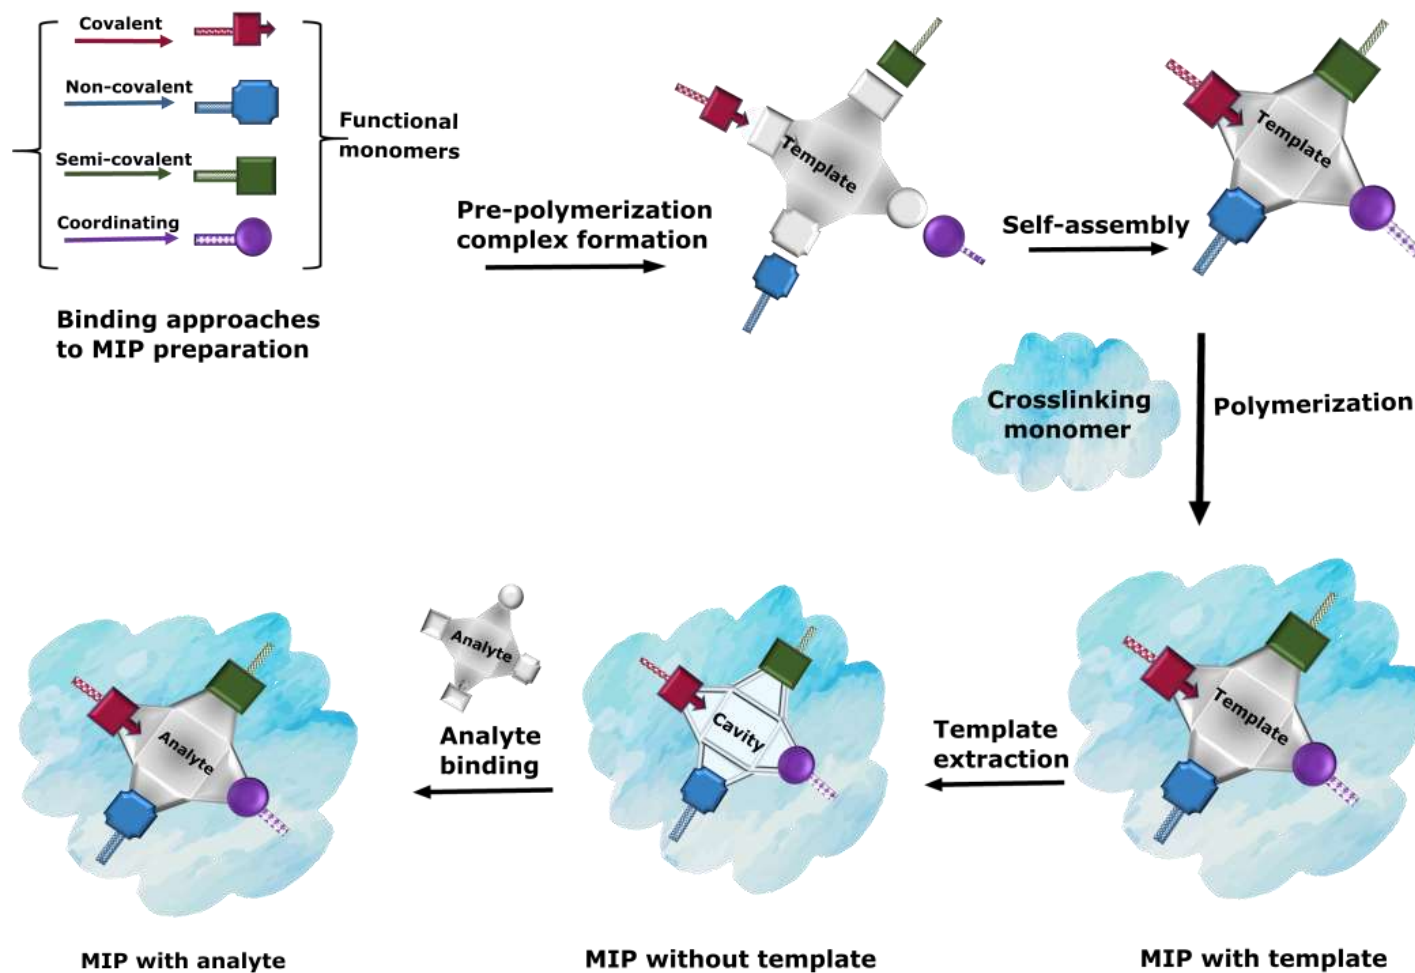 Covalent
Non-covalent
Semi-covalent
Coordinating
Functional
monomers
Binding approaches
to MIP preparation
Pre-polymerization
complex formation
Template
Self-assembly
Template
Crosslinking
monomer
Polymerization
Template
MIP with template
Template
extraction
Cavity
MIP without template
Analyte
Analyte
binding
Analyte
MIP with analyte